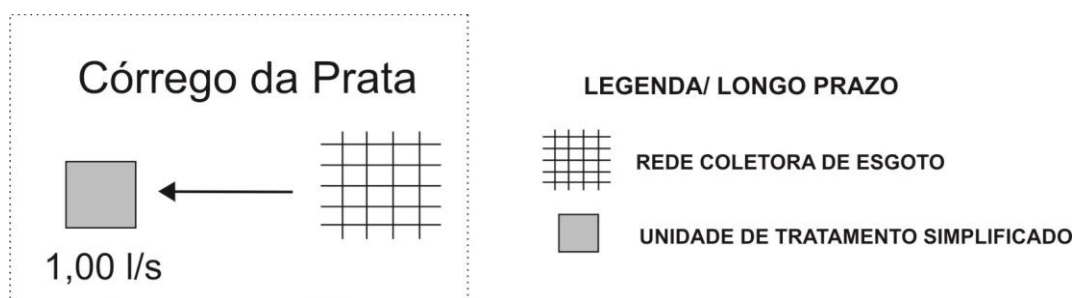 Córrego da Prata
1,00 l/s
LEGENDA/ LONGO PRAZO
REDE COLETORA DE ESGOTO
UNIDADE DE TRATAMENTO SIMPLIFICADO